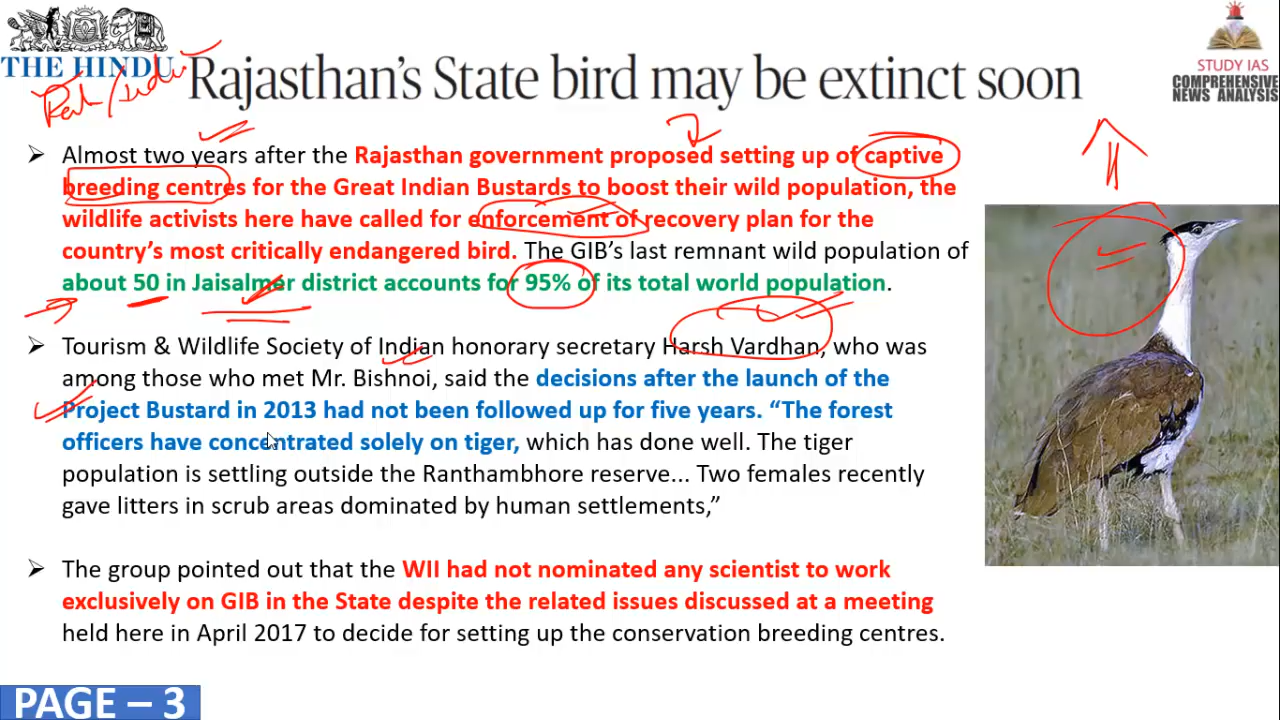 THE HINDU
Rajasthan's State bird may be extinct soon
STUDY IAS
COMPREHENSIVE
NEWS ANALYSIS
➢ Almost two years after the Rajasthan government proposed setting up of captive
breeding centres for the Great Indian Bustards to boost their wild population, the
wildlife activists here have called for enforcement of recovery plan for the
country's most critically endangered bird. The GIB's last remnant wild population of
about 50 in Jaisalmer district accounts for 95% of its total world population.
➢ Tourism & Wildlife Society of Indian honorary secretary Harsh Vardhan, who was
among those who met Mr. Bishnoi, said the decisions after the launch of the
Project Bustard in 2013 had not been followed up for five years. “The forest
officers have concentrated solely on tiger, which has done well. The tiger
population is settling outside the Ranthambhore reserve... Two females recently
gave litters in scrub areas dominated by human settlements,”
➢ The group pointed out that the WII had not nominated any scientist to work
exclusively on GIB in the State despite the related issues discussed at a meeting
held here in April 2017 to decide for setting up the conservation breeding centres.
PAGE – 3